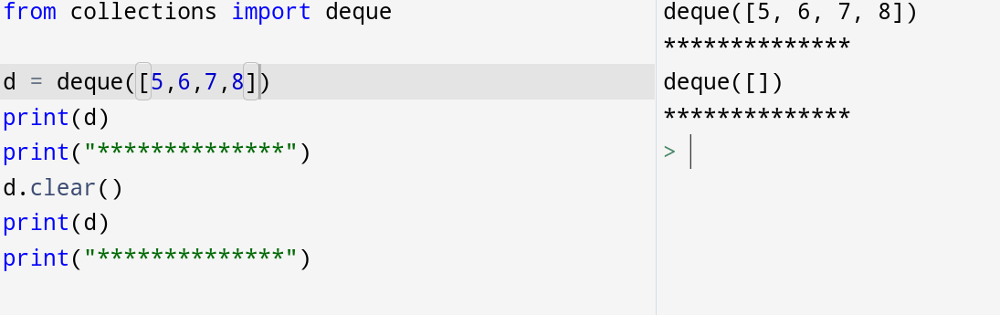 from collections import deque
d = deque([5,6,7,8])
print(d)
print("**************")
d.clear()
print(d)
print("**************")
deque([5, 6, 7, 8])
**************
deque([])
**************
>